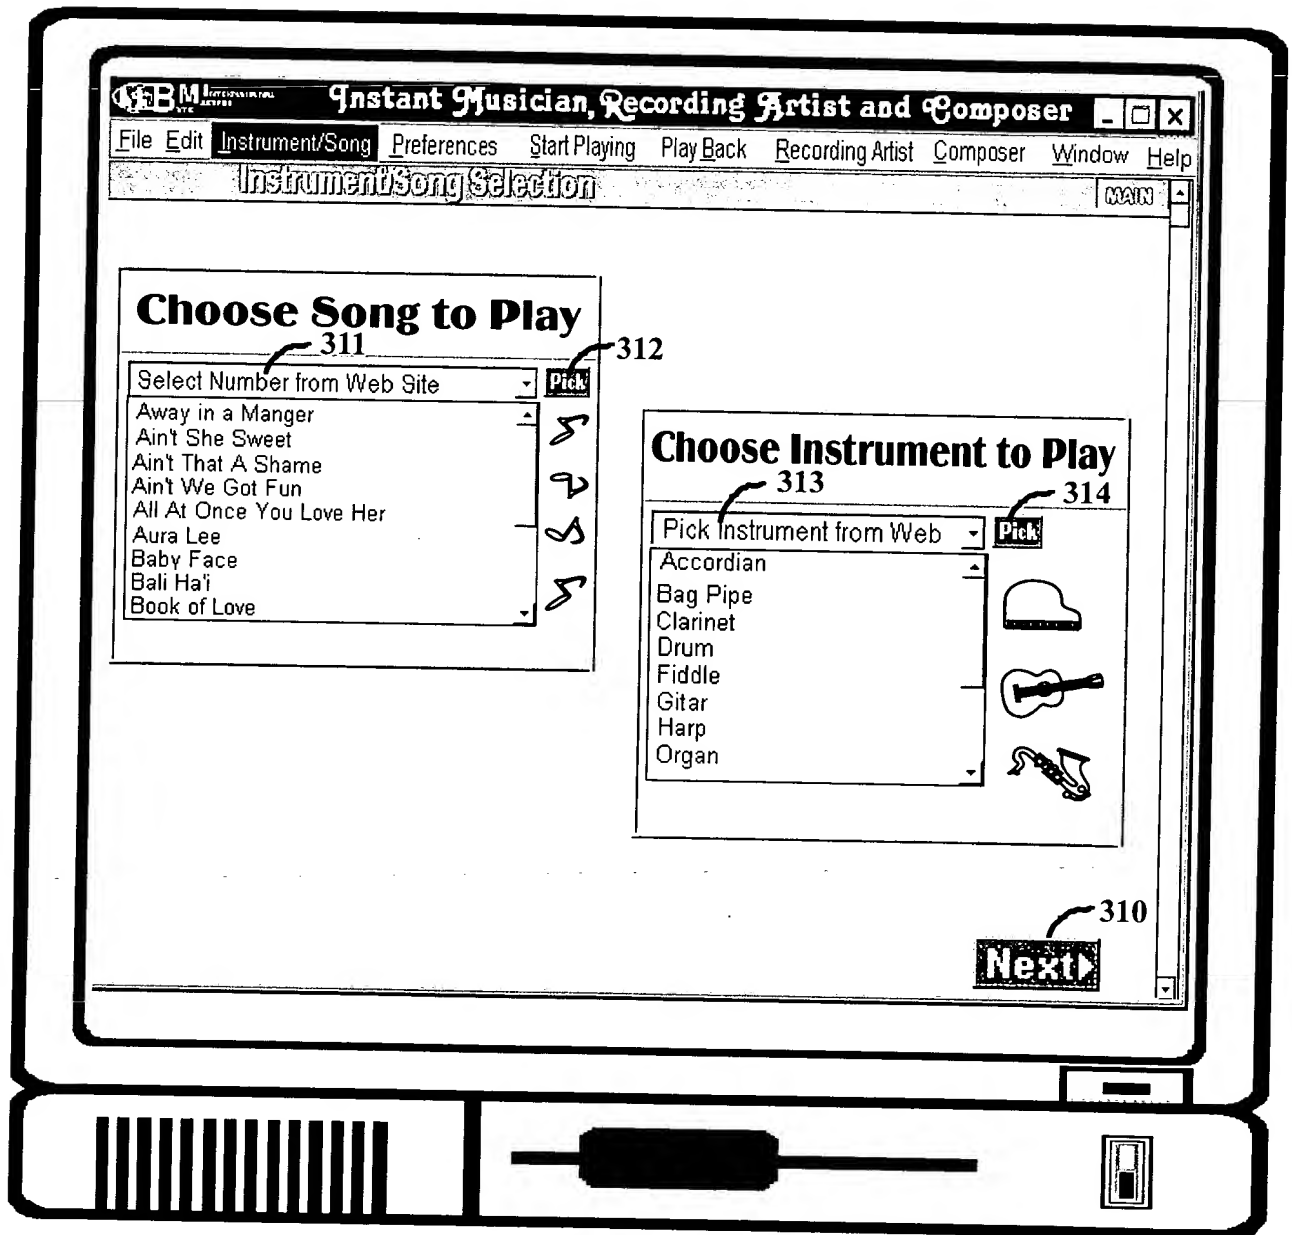 Instant Musician, Recording Artist and Composer
File Edit Instrument/Song Preferences Start Playing Play Back Recording Artist Composer Window Help
Instrument/Song Selection MAIN
Choose Song to Play
311
312
Select Number from Web Site Pick
Away in a Manger
Ain't She Sweet
Ain't That A Shame
Ain't We Got Fun
All At Once You Love Her
Aura Lee
Baby Face
Bali Ha'i
Book of Love
Choose Instrument to Play
313
314
Pick Instrument from Web Pick
Accordian
Bag Pipe
Clarinet
Drum
Fiddle
Gitar
Harp
Organ
310
Next